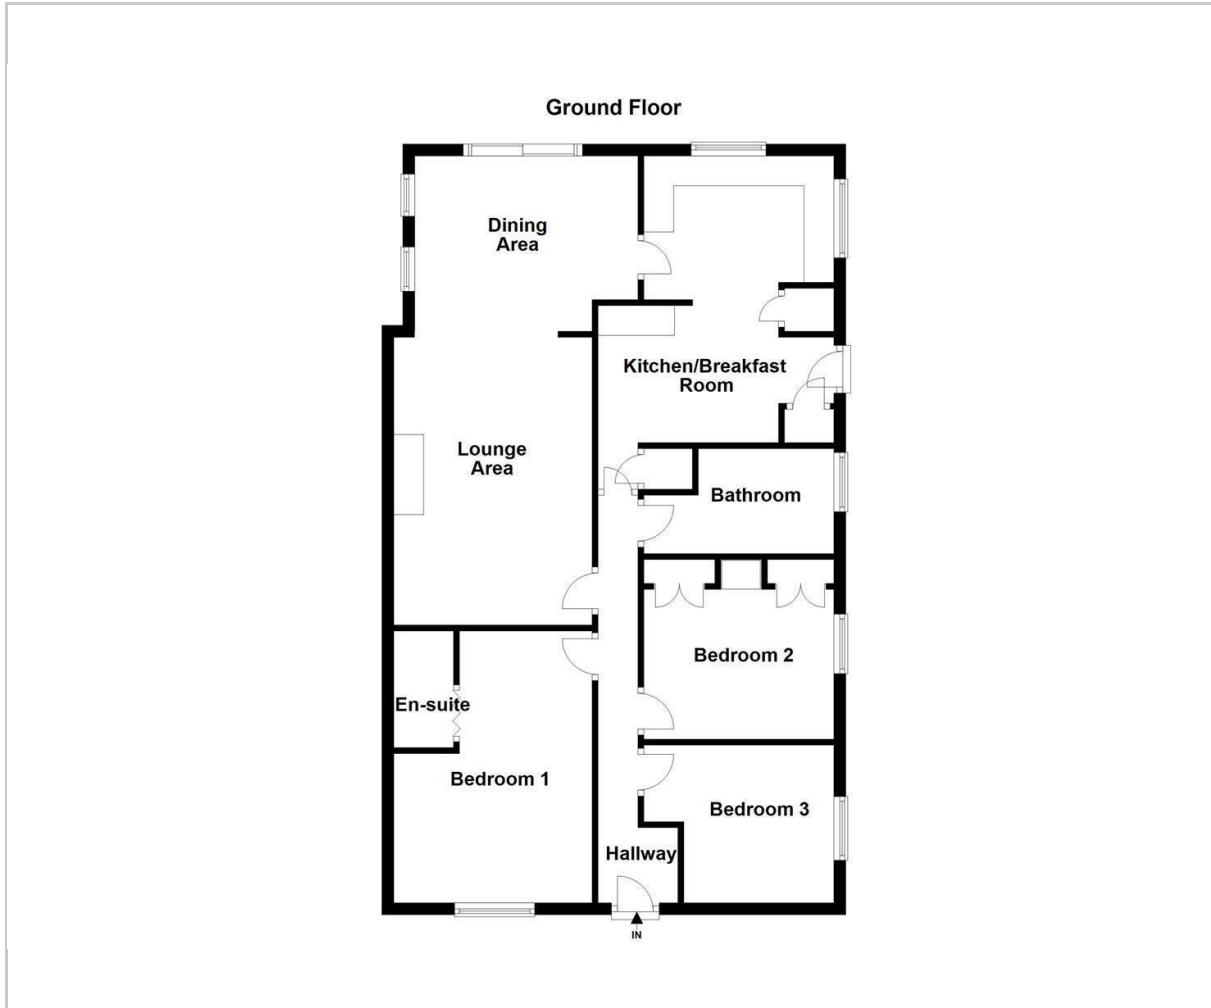 Ground Floor
Dining
Area
Kitchen/Breakfast
Room
Lounge
Area
Bathroom
Bedroom 2
En-suite
Bedroom 1
Bedroom 3
Hallway
IN